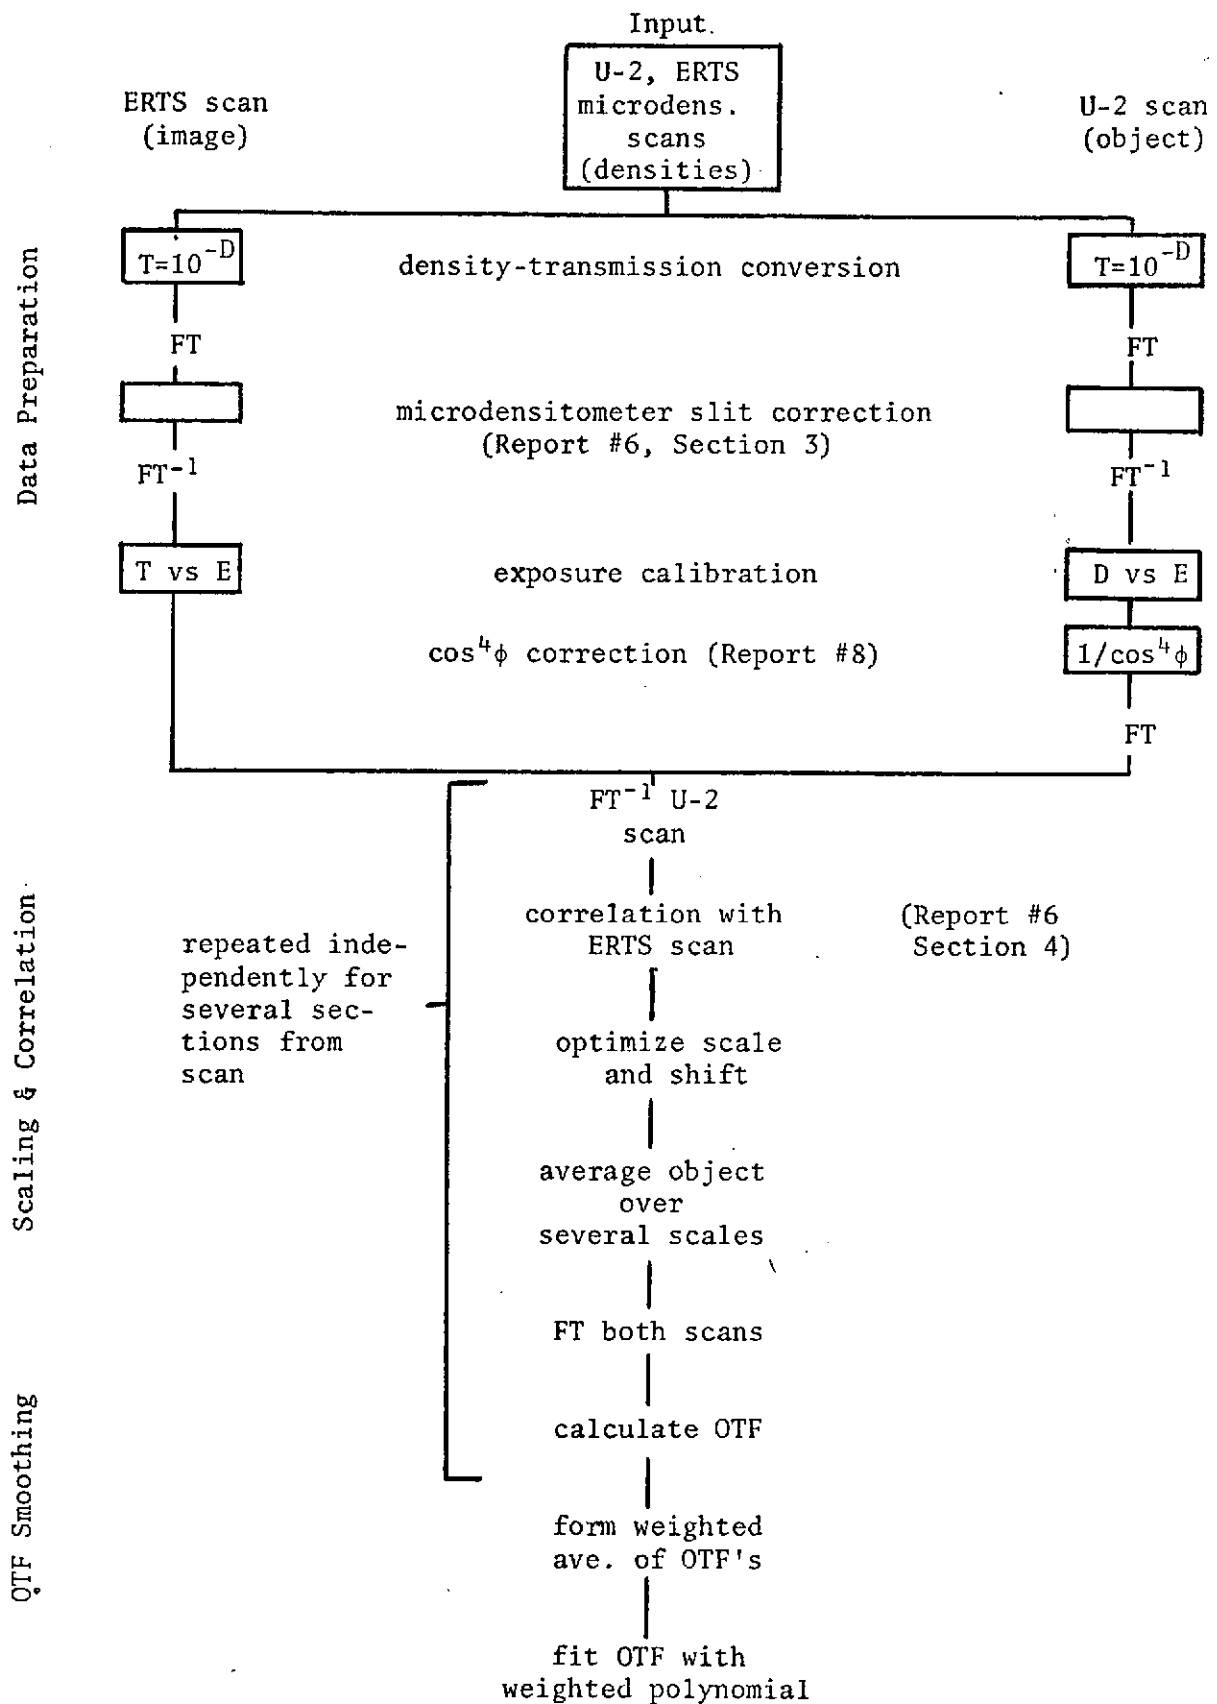 Input.
U-2, ERTS
microdens.
scans
(densities)
ERTS scan
(image)
U-2 scan
(object)
Data Preparation
T=10⁻ᴰ
density-transmission conversion
T=10⁻ᴰ
FT
FT
microdensitometer slit correction
(Report #6, Section 3)
FT⁻¹
FT⁻¹
T vs E
exposure calibration
D vs E
cos⁴ϕ correction (Report #8)
1/cos⁴ϕ
FT
Scaling & Correlation
FT⁻¹ U-2
scan
correlation with
ERTS scan
(Report #6
Section 4)
repeated inde-
pendently for
several sec-
tions from
scan
optimize scale
and shift
average object
over
several scales
FT both scans
OTF Smoothing
calculate OTF
form weighted
ave. of OTF's
fit OTF with
weighted polynomial